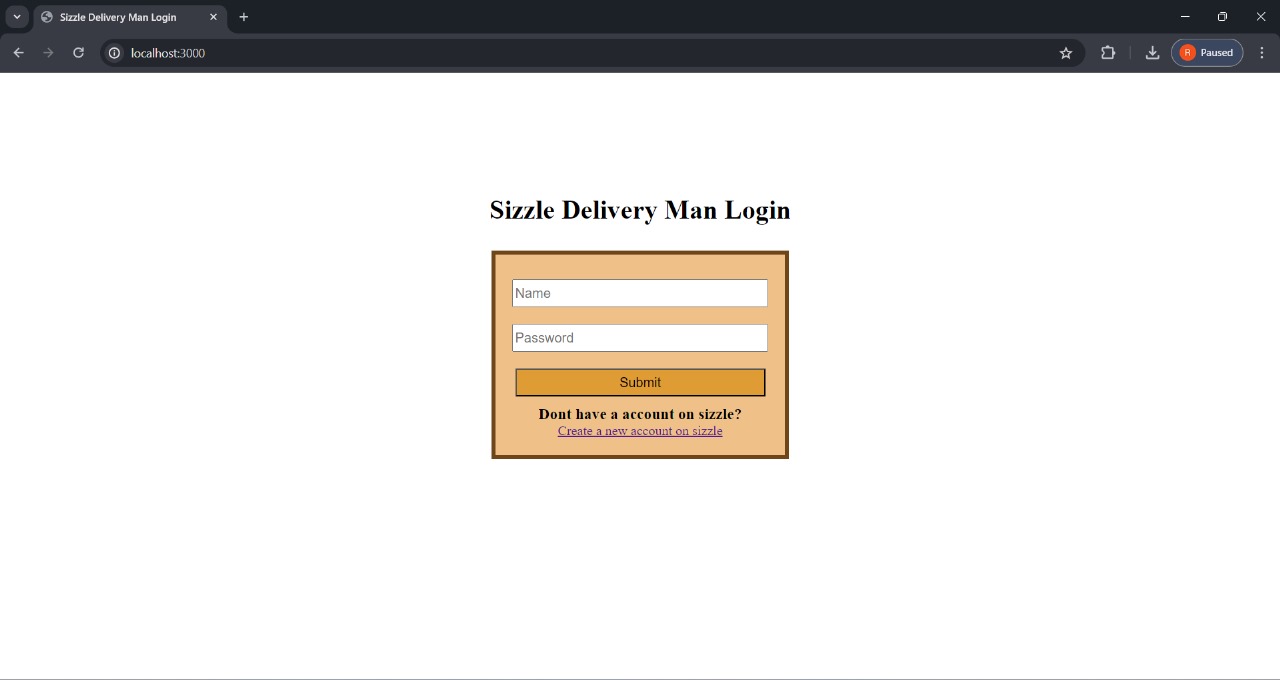 Sizzle Delivery Man Login
localhost:3000
R Paused
Sizzle Delivery Man Login
Name
Password
Submit
Dont have a account on sizzle?
Create a new account on sizzle